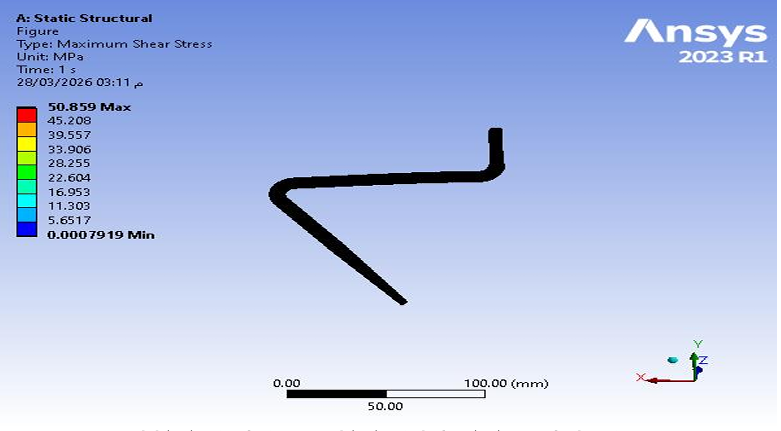 A: Static Structural
Figure
Type: Maximum Shear Stress
Unit: MPa
Time: 1 s
28/03/2026 03:11 م
Ansys
2023 R1
50.859 Max
45.208
39.557
33.906
28.255
22.604
16.953
11.303
5.6517
0.0007919 Min
0.00
100.00 (mm)
50.00
Y
Z
X